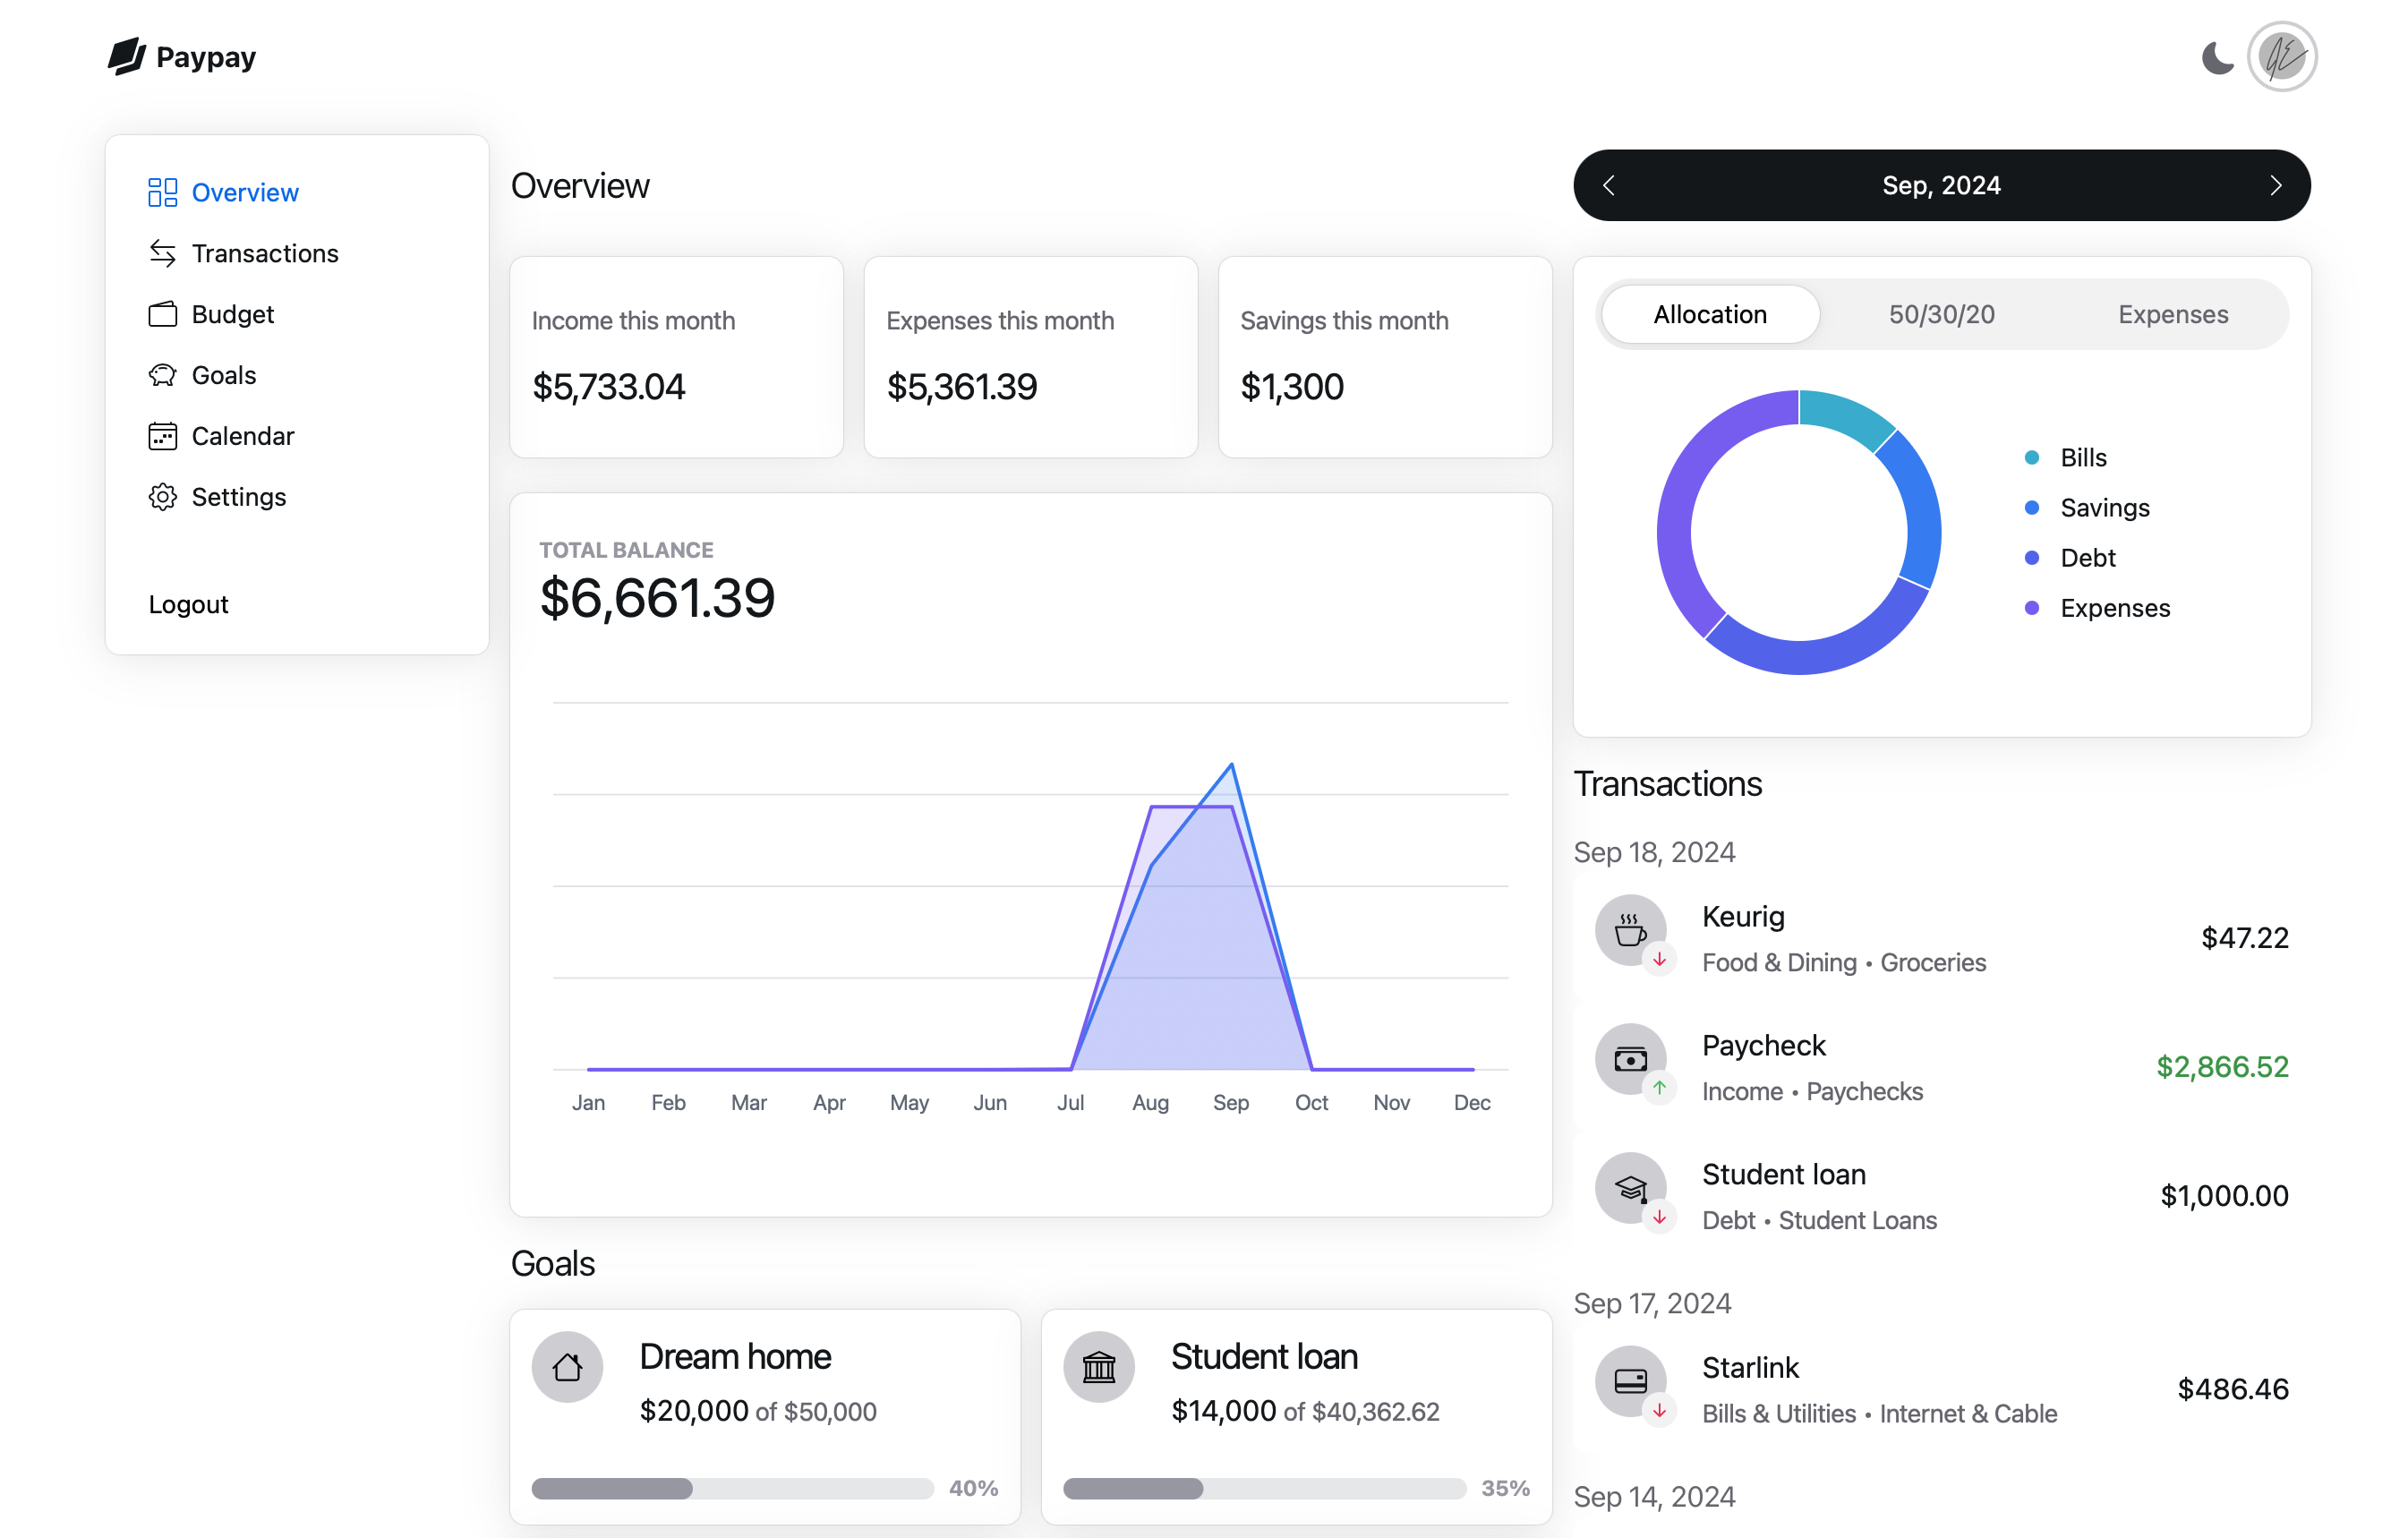 Paypay
Overview
Transactions
Budget
Goals
Calendar
Settings
Logout
Overview
Income this month
$5,733.04
Expenses this month
$5,361.39
Savings this month
$1,300
TOTAL BALANCE
$6,661.39
Jan Feb Mar Apr May Jun Jul Aug Sep Oct Nov Dec
Goals
Dream home
$20,000 of $50,000
40%
Student loan
$14,000 of $40,362.62
35%
Sep, 2024
Allocation 50/30/20 Expenses
Bills
Savings
Debt
Expenses
Transactions
Sep 18, 2024
Keurig
Food & Dining • Groceries
$47.22
Paycheck
Income • Paychecks
$2,866.52
Student loan
Debt • Student Loans
$1,000.00
Sep 17, 2024
Starlink
Bills & Utilities • Internet & Cable
$486.46
Sep 14, 2024